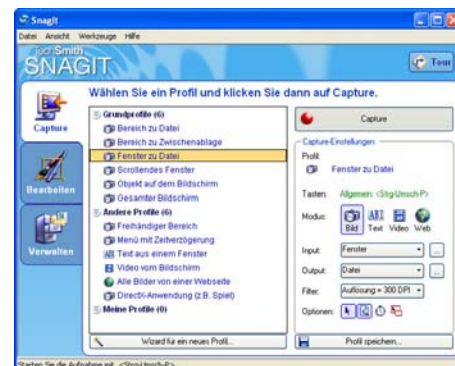 SnagIt
Datei Ansicht Werkzeuge Hilfe
TechSmith
SNAGIT
Tour
Wählen Sie ein Profil und klicken Sie dann auf Capture.
Capture
Bearbeiten
Verwalten
Grundprofile (6)
Bereich zu Datei
Bereich zu Zwischenablage
Fenster zu Datei
Scrollendes Fenster
Objekt auf dem Bildschirm
Gesamter Bildschirm
Andere Profile (6)
Freihändiger Bereich
Menü mit Zeitverzögerung
Text aus einem Fenster
Video vom Bildschirm
Alle Bilder von einer Webseite
DirectX-Anwendung (z.B. Spiel)
Meine Profile (0)
Wizard für ein neues Profil...
Capture
Capture-Einstellungen
Profil:
Fenster zu Datei
Tasten: Allgemein: <Strg-Umsch-P>
Modus:
Bild Text Video Web
Input: Fenster ...
Output: Datei ...
Filter: Auflösung = 300 DPI
Optionen:
Profil speichern...
Starten Sie die Aufnahme mit <Strg-Umsch-P>